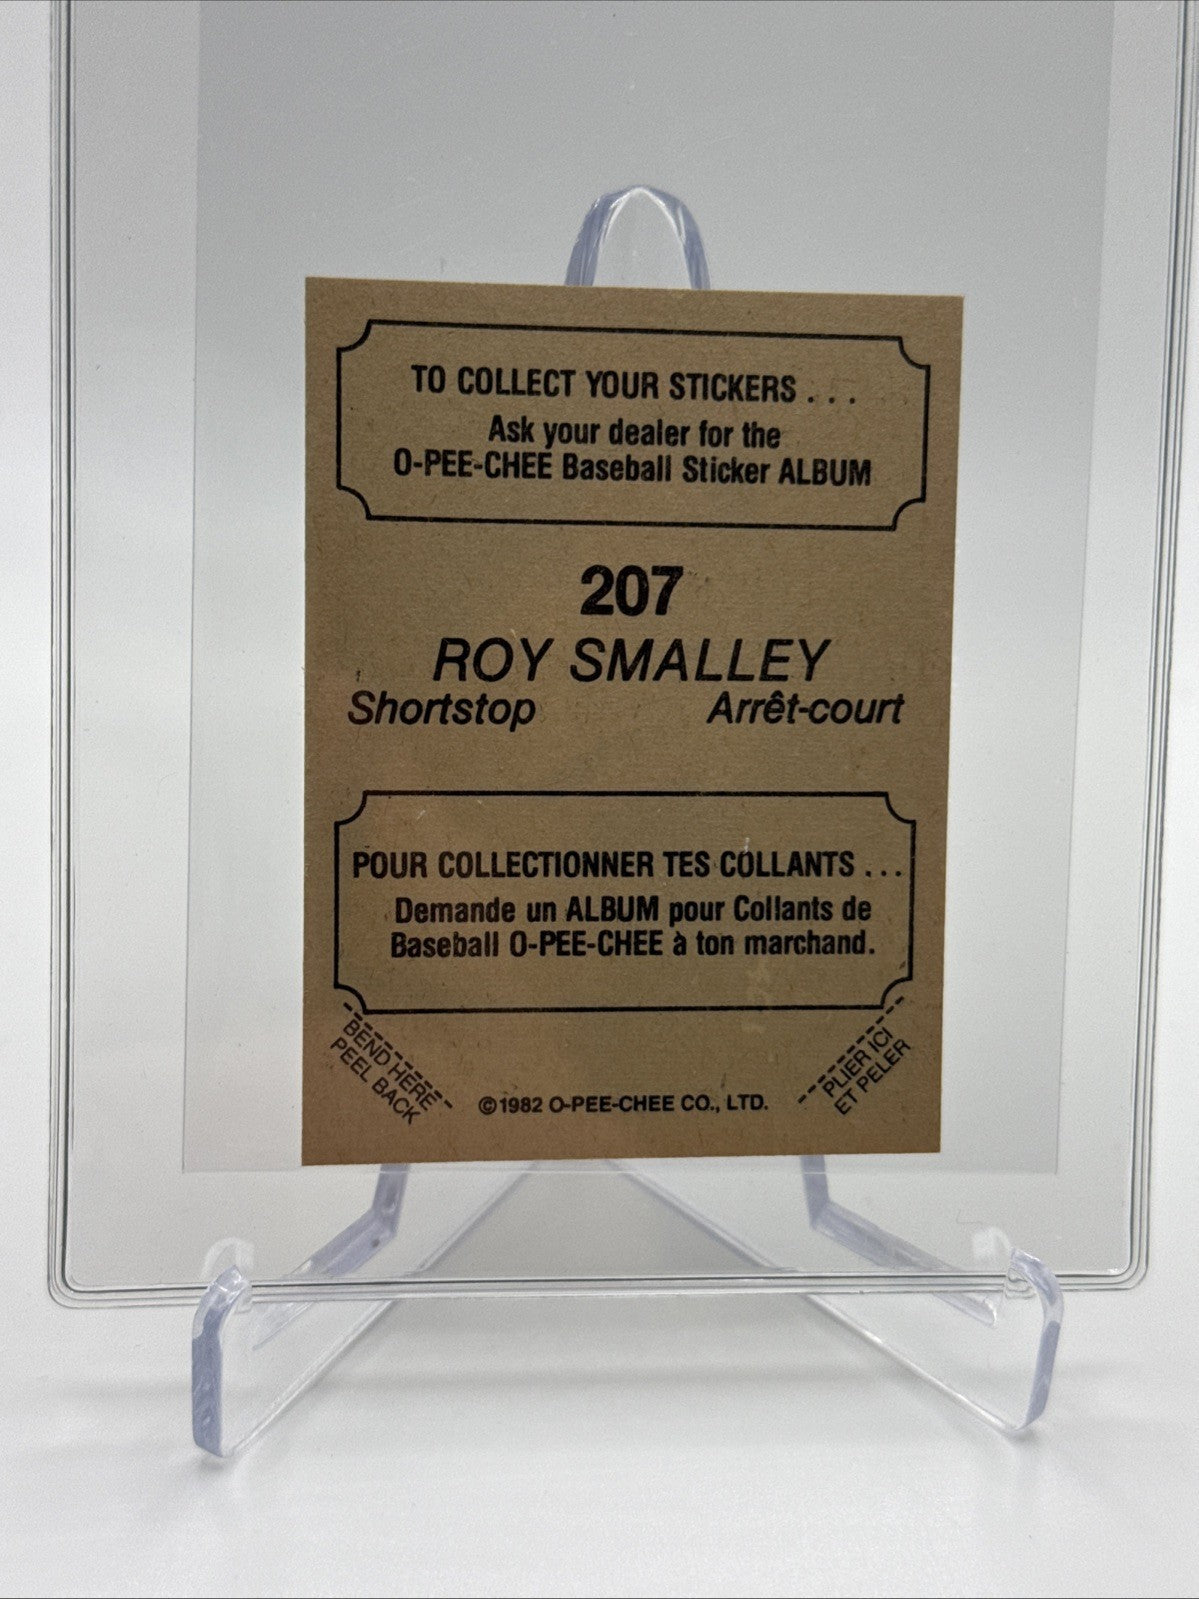 TO COLLECT YOUR STICKERS . . .
Ask your dealer for the
O-PEE-CHEE Baseball Sticker ALBUM
207
ROY SMALLEY
Shortstop Arrêt-court
POUR COLLECTIONNER TES COLLANTS . . .
Demande un ALBUM pour Collants de
Baseball O-PEE-CHEE à ton marchand.
BEND HERE
PEEL BACK
©1982 O-PEE-CHEE CO., LTD.
PLIER ICI
ET PELER